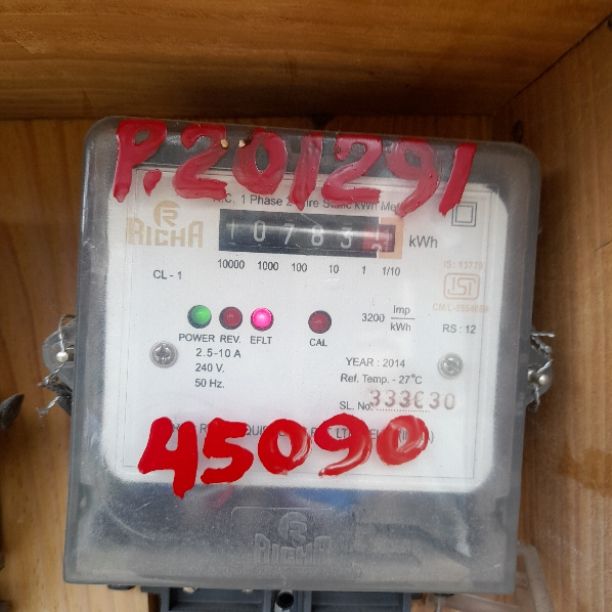 P.201291
A.C. 1 Phase 2 Wire Static kWh Meter
RICHA
10783 kWh
10000 1000 100 10 1 1/10
CL - 1
3200 Imp/kWh
RS : 12
POWER REV. EFLT CAL
2.5-10 A
240 V.
50 Hz.
YEAR : 2014
Ref. Temp. - 27°C
SL. No.
45090
RICHA